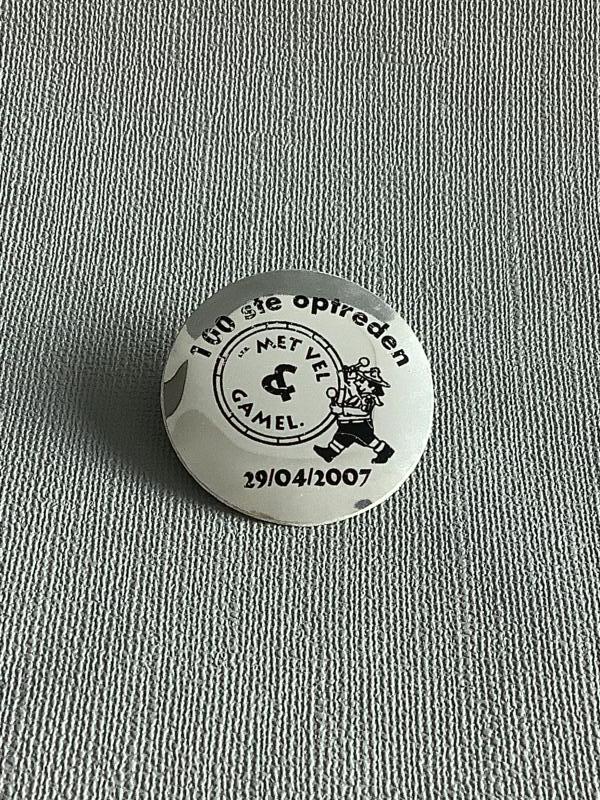 100 ste optreden
MET VEL
&
GAMEL.
29/04/2007